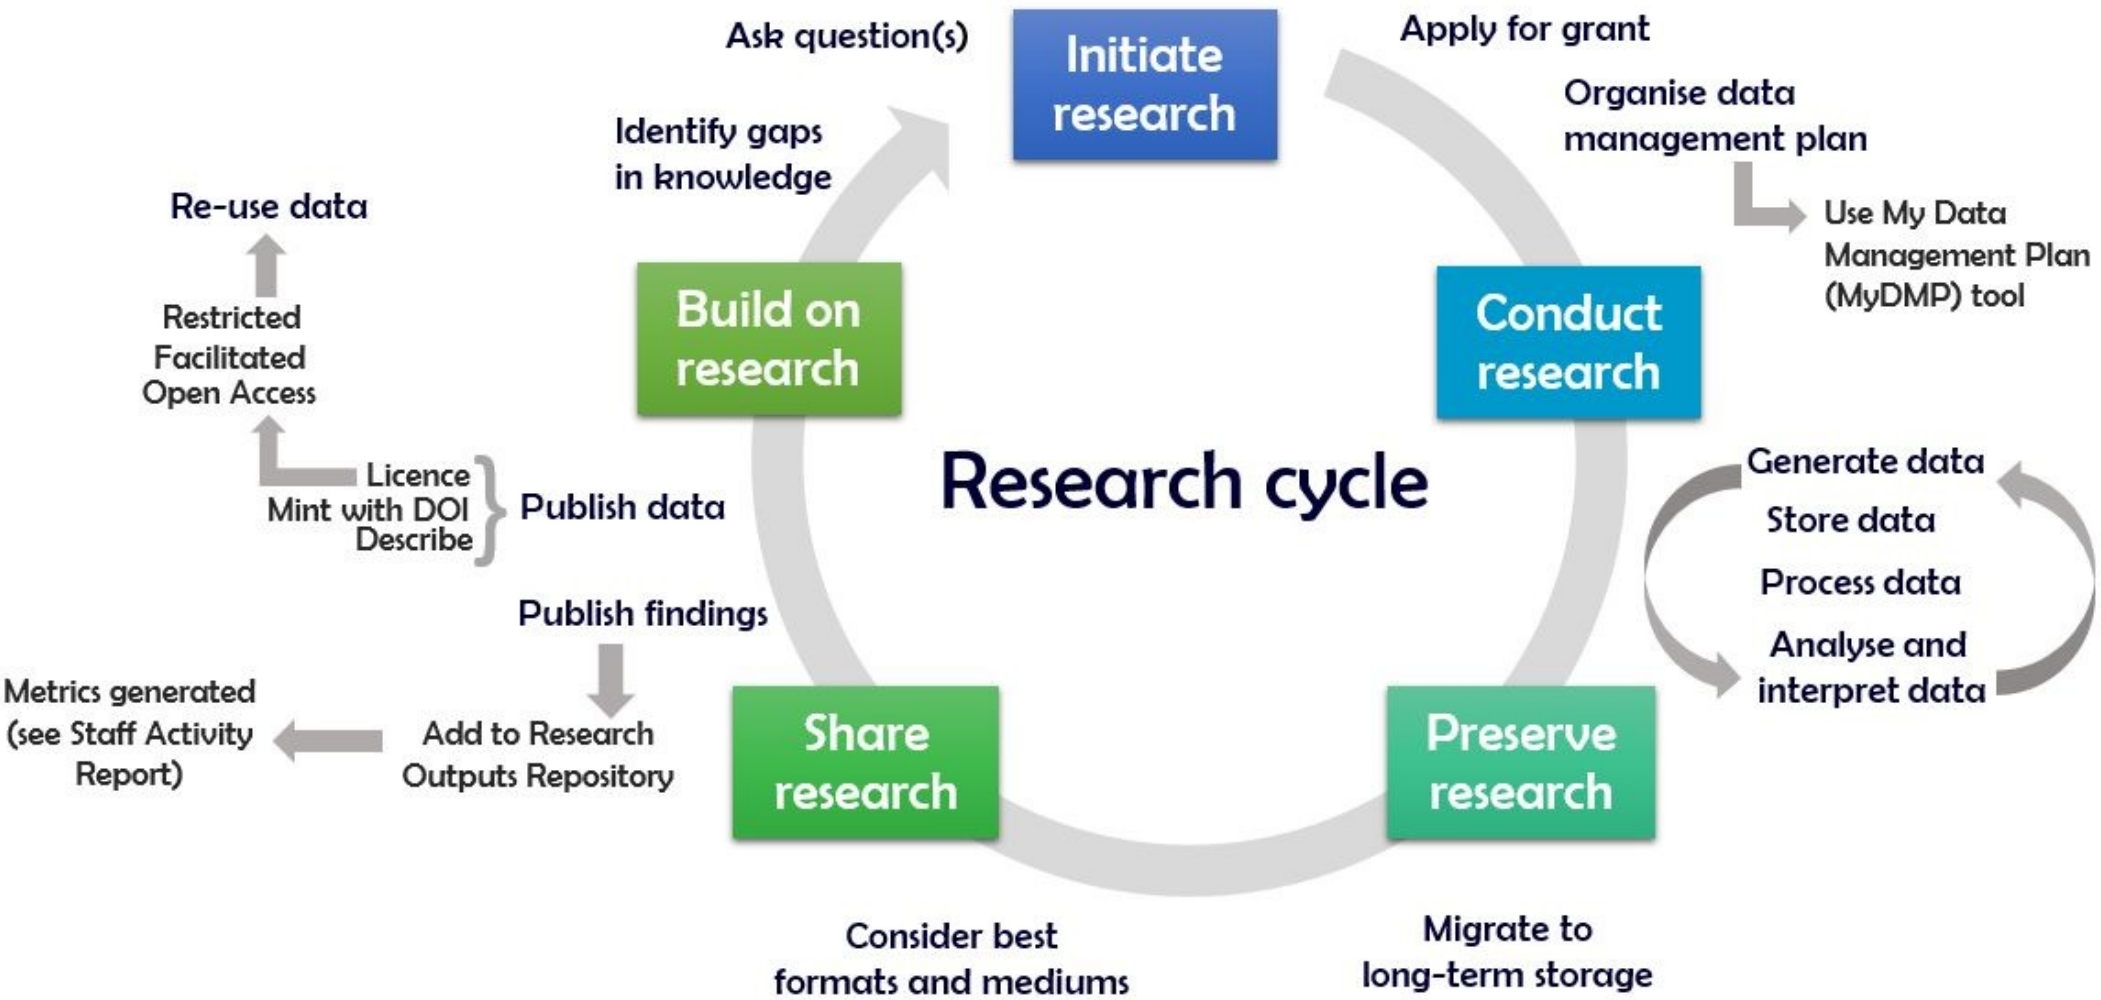 Ask question(s)
Initiate
research
Apply for grant
Organise data
management plan
Use My Data
Management Plan
(MyDMP) tool
Conduct
research
Generate data
Store data
Process data
Analyse and
interpret data
Preserve
research
Migrate to
long-term storage
Consider best
formats and mediums
Share
research
Publish findings
Add to Research
Outputs Repository
Metrics generated
(see Staff Activity
Report)
Publish data
Licence
Mint with DOI
Describe
Restricted
Facilitated
Open Access
Re-use data
Build on
research
Identify gaps
in knowledge
Research cycle